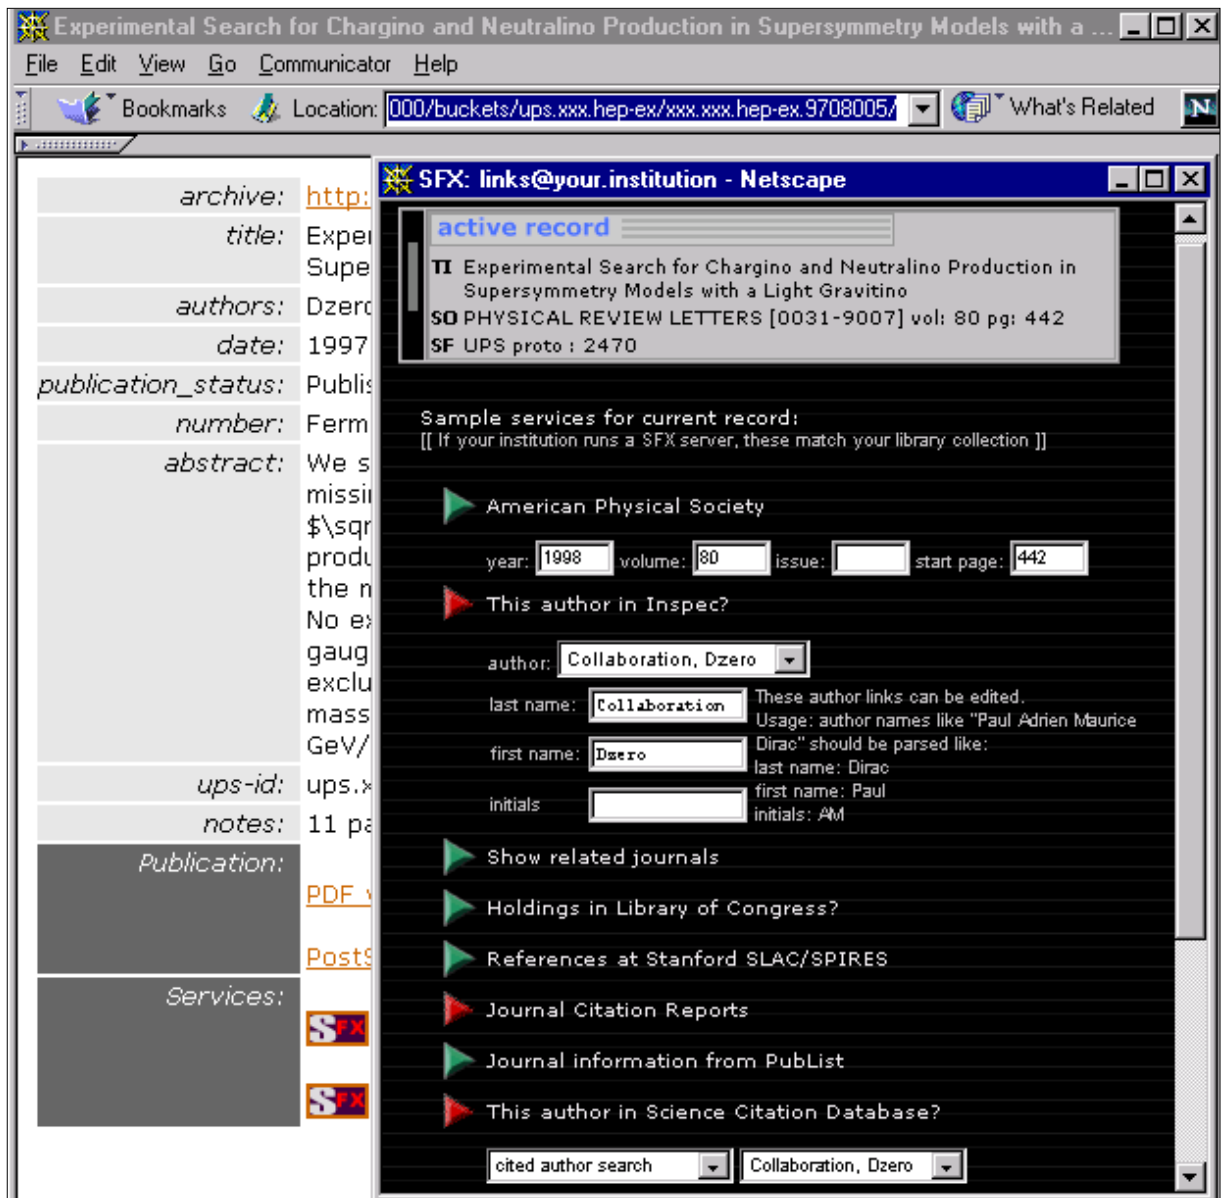 Experimental Search for Chargino and Neutralino Production in Supersymmetry Models with a ...
File Edit View Go Communicator Help
Bookmarks Location: 000/buckets/ups.xxx.hep-ex/xxx.xxx.hep-ex.9708005/ What's Related N
archive: http:
title: Exper
Supe
authors: Dzero
date: 1997
publication_status: Publis
number: Ferm
abstract: We s
missin
$\sqr
produ
the m
No ex
gaug
exclu
mass
GeV/
ups-id: ups.x
notes: 11 pa
Publication:
PDF
PostS
Services:
SFX
SFX
SFX: links@your.institution - Netscape
active record
TI Experimental Search for Chargino and Neutralino Production in
Supersymmetry Models with a Light Gravitino
SO PHYSICAL REVIEW LETTERS [0031-9007] vol: 80 pg: 442
SF UPS proto : 2470
Sample services for current record:
[[ If your institution runs a SFX server, these match your library collection ]]
American Physical Society
year: 1998 volume: 80 issue: start page: 442
This author in Inspec?
author: Collaboration, Dzero
last name: Collaboration
first name: Dzero
initials
These author links can be edited.
Usage: author names like "Paul Adrien Maurice
Dirac" should be parsed like:
last name: Dirac
first name: Paul
initials: AM
Show related journals
Holdings in Library of Congress?
References at Stanford SLAC/SPIRES
Journal Citation Reports
Journal information from PubList
This author in Science Citation Database?
cited author search Collaboration, Dzero